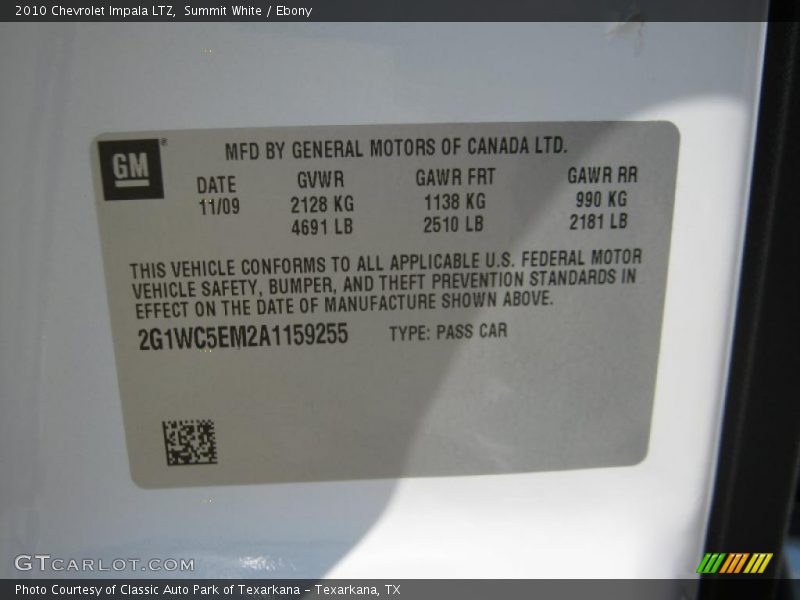 2010 Chevrolet Impala LTZ, Summit White / Ebony
GM®
MFD BY GENERAL MOTORS OF CANADA LTD.
DATE GVWR GAWR FRT GAWR RR
11/09 2128 KG 1138 KG 990 KG
4691 LB 2510 LB 2181 LB
THIS VEHICLE CONFORMS TO ALL APPLICABLE U.S. FEDERAL MOTOR
VEHICLE SAFETY, BUMPER, AND THEFT PREVENTION STANDARDS IN
EFFECT ON THE DATE OF MANUFACTURE SHOWN ABOVE.
2G1WC5EM2A1159255 TYPE: PASS CAR
GTCARLOT.COM
Photo Courtesy of Classic Auto Park of Texarkana – Texarkana, TX